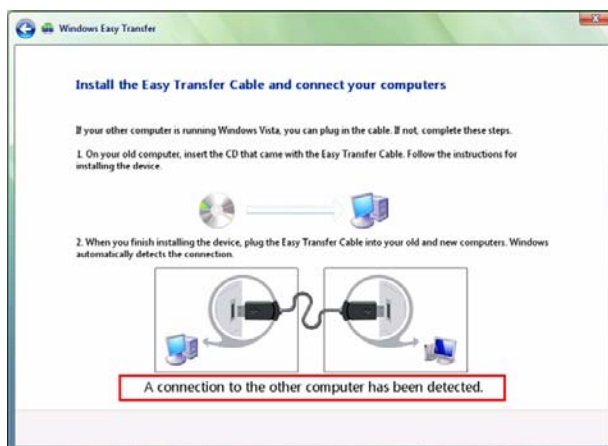 Windows Easy Transfer
Install the Easy Transfer Cable and connect your computers
If your other computer is running Windows Vista, you can plug in the cable. If not, complete these steps.
1. On your old computer, insert the CD that came with the Easy Transfer Cable. Follow the instructions for
installing the device.
2. When you finish installing the device, plug the Easy Transfer Cable into your old and new computers. Windows
automatically detects the connection.
A connection to the other computer has been detected.